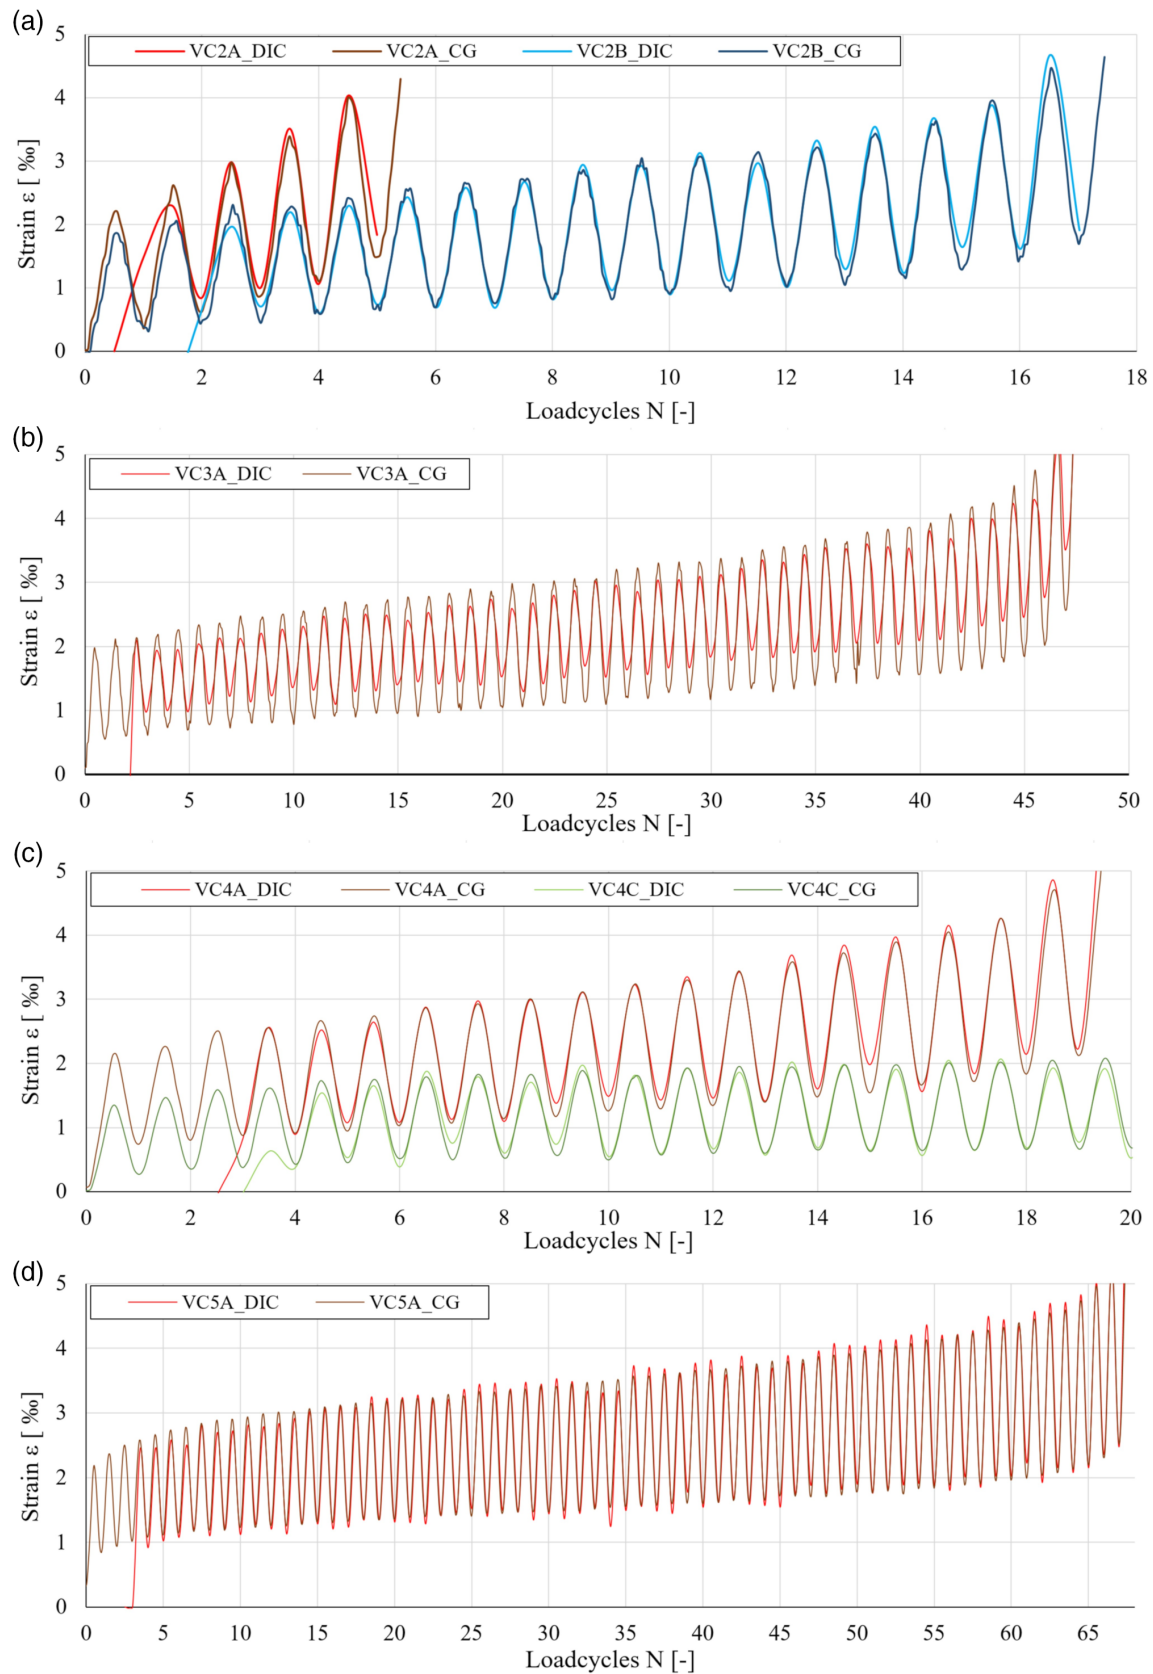 (a)
VC2A_DIC VC2A_CG VC2B_DIC VC2B_CG
5
4
3
2
1
0
Strain ε [ ‰]
0 2 4 6 8 10 12 14 16 18
Loadcycles N [-]
(b)
VC3A_DIC VC3A_CG
5
4
3
2
1
0
Strain ε [ ‰]
0 5 10 15 20 25 30 35 40 45 50
Loadcycles N [-]
(c)
VC4A_DIC VC4A_CG VC4C_DIC VC4C_CG
5
4
3
2
1
0
Strain ε [ ‰]
0 2 4 6 8 10 12 14 16 18 20
Loadcycles N [-]
(d)
VC5A_DIC VC5A_CG
5
4
3
2
1
0
Strain ε [ ‰]
0 5 10 15 20 25 30 35 40 45 50 55 60 65
Loadcycles N [-]